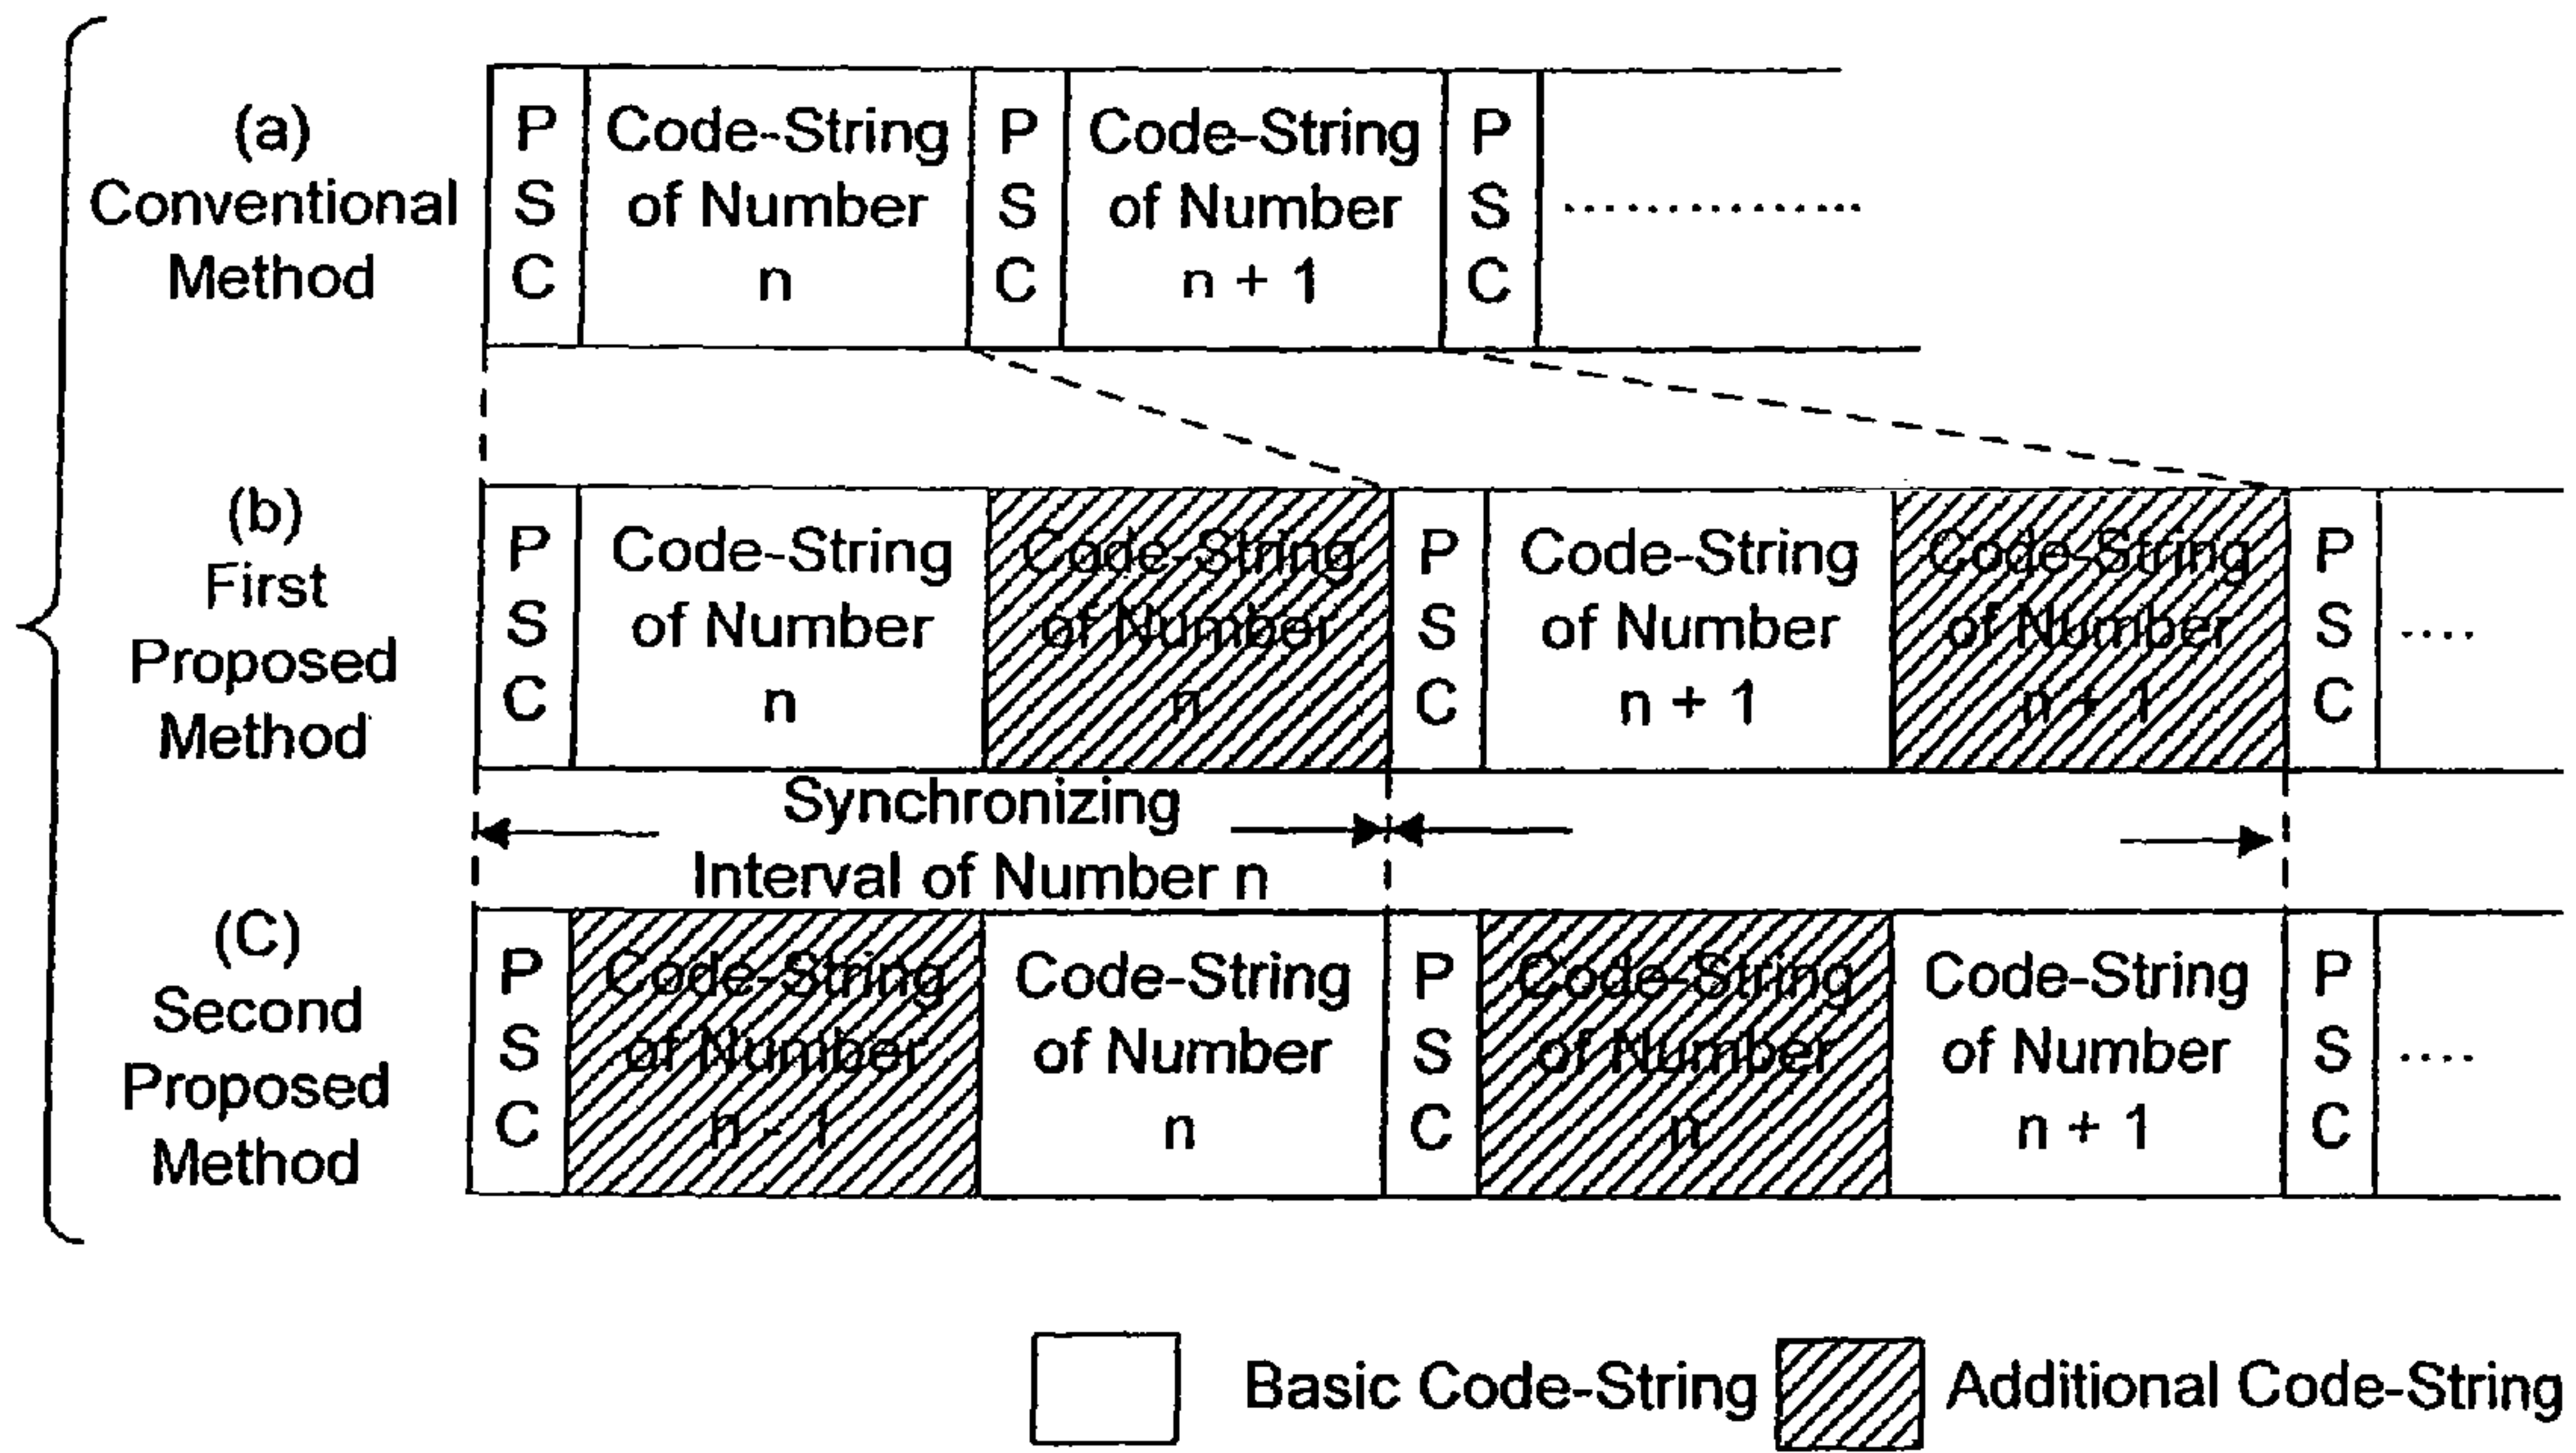 (a)
Conventional
Method
P
S
C
Code-String
of Number
n
P
S
C
Code-String
of Number
n + 1
P
S
C
...............
(b)
First
Proposed
Method
P
S
C
Code-String
of Number
n
Code-String
of Number
n
P
S
C
Code-String
of Number
n + 1
Code-String
of Number
n + 1
P
S
C
....
Synchronizing
Interval of Number n
(C)
Second
Proposed
Method
P
S
C
Code-String
of Number
n - 1
Code-String
of Number
n
P
S
C
Code-String
of Number
n
Code-String
of Number
n + 1
P
S
C
....
Basic Code-String
Additional Code-String